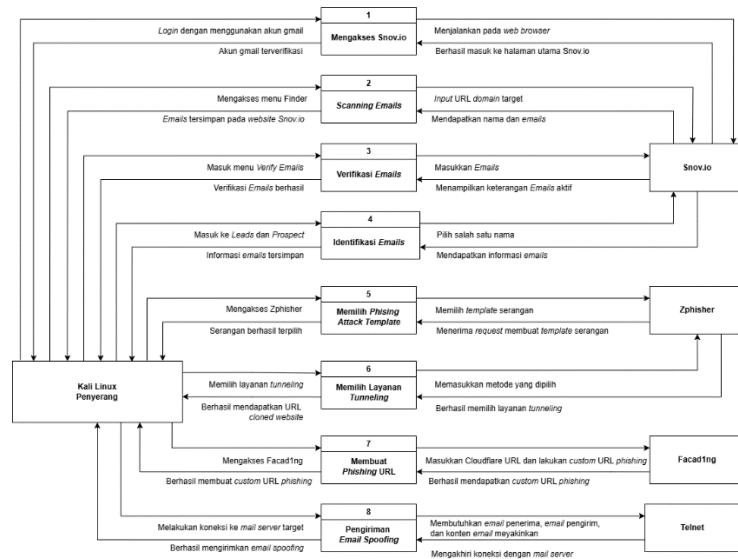 1
Mengakses Snov.io
Login dengan menggunakan akun gmail
Akun gmail terverifikasi
Menjalankan pada web browser
Berhasil masuk ke halaman utama Snov.io
2
Scanning Emails
Mengakses menu Finder
Emails tersimpan pada website Snov.io
Input URL domain target
Mendapatkan nama dan emails
3
Verifikasi Emails
Masuk menu Verify Emails
Verifikasi Emails berhasil
Masukkan Emails
Menampilkan keterangan Emails aktif
Snov.io
4
Identifikasi Emails
Masuk ke Leads dan Prospect
Informasi emails tersimpan
Pilih salah satu nama
Mendapatkan informasi emails
5
Memilih Phising
Attack Template
Mengakses Zphisher
Serangan berhasil terpilih
Memilih template serangan
Menerima request membuat template serangan
Zphisher
Kali Linux
Penyerang
6
Memilih Layanan
Tunneling
Memilih layanan tunneling
Berhasil mendapatkan URL
cloned website
Memasukkan metode yang dipilih
Berhasil memilih layanan tunneling
7
Membuat
Phishing URL
Mengakses Facad1ng
Berhasil membuat custom URL phishing
Masukkan Cloudflare URL dan lakukan custom URL phishing
Berhasil mendapatkan custom URL phishing
Facad1ng
8
Pengiriman
Email Spoofing
Melakukan koneksi ke mail server target
Berhasil mengirimkan email spoofing
Membutuhkan email penerima, email pengirim,
dan konten email meyakinkan
Mengakhiri koneksi dengan mail server
Telnet